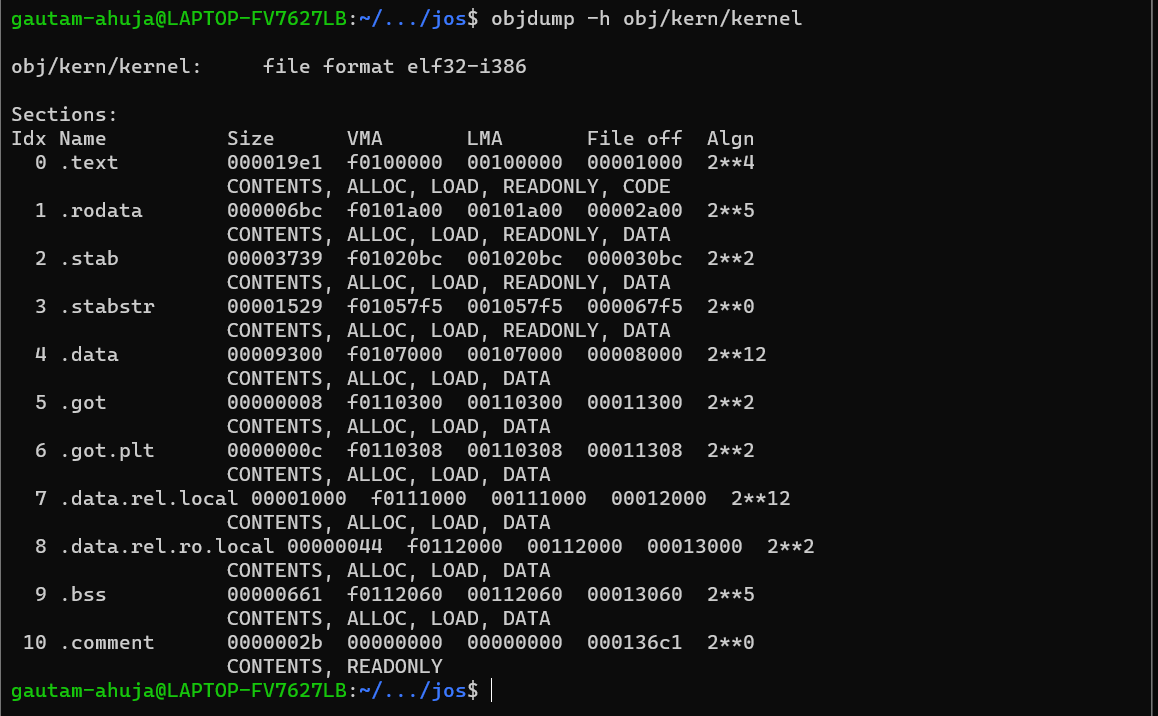 gautam-ahuja@LAPTOP-FV7627LB:~/.../jos$ objdump -h obj/kern/kernel
obj/kern/kernel:     file format elf32-i386
Sections:
Idx Name          Size      VMA       LMA       File off  Algn
  0 .text         000019e1  f0100000  00100000  00001000  2**4
                  CONTENTS, ALLOC, LOAD, READONLY, CODE
  1 .rodata       000006bc  f0101a00  00101a00  00002a00  2**5
                  CONTENTS, ALLOC, LOAD, READONLY, DATA
  2 .stab         00003739  f01020bc  001020bc  000030bc  2**2
                  CONTENTS, ALLOC, LOAD, READONLY, DATA
  3 .stabstr      00001529  f01057f5  001057f5  000067f5  2**0
                  CONTENTS, ALLOC, LOAD, READONLY, DATA
  4 .data         00009300  f0107000  00107000  00008000  2**12
                  CONTENTS, ALLOC, LOAD, DATA
  5 .got          00000008  f0110300  00110300  00011300  2**2
                  CONTENTS, ALLOC, LOAD, DATA
  6 .got.plt      0000000c  f0110308  00110308  00011308  2**2
                  CONTENTS, ALLOC, LOAD, DATA
  7 .data.rel.local 00001000  f0111000  00111000  00012000  2**12
                  CONTENTS, ALLOC, LOAD, DATA
  8 .data.rel.ro.local 00000044  f0112000  00112000  00013000  2**2
                  CONTENTS, ALLOC, LOAD, DATA
  9 .bss          00000661  f0112060  00112060  00013060  2**5
                  CONTENTS, ALLOC, LOAD, DATA
 10 .comment      0000002b  00000000  00000000  000136c1  2**0
                  CONTENTS, READONLY
gautam-ahuja@LAPTOP-FV7627LB:~/.../jos$